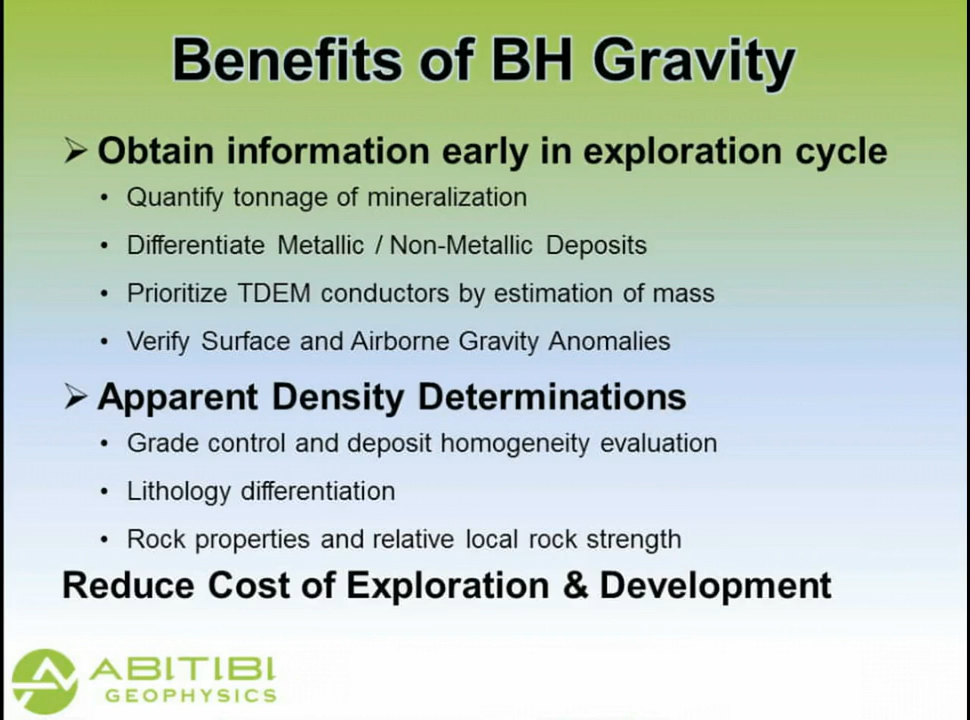 Benefits of BH Gravity
Obtain information early in exploration cycle
Quantify tonnage of mineralization
Differentiate Metallic / Non-Metallic Deposits
Prioritize TDEM conductors by estimation of mass
Verify Surface and Airborne Gravity Anomalies
Apparent Density Determinations
Grade control and deposit homogeneity evaluation
Lithology differentiation
Rock properties and relative local rock strength
Reduce Cost of Exploration & Development
ABITIBI
GEOPHYSICS